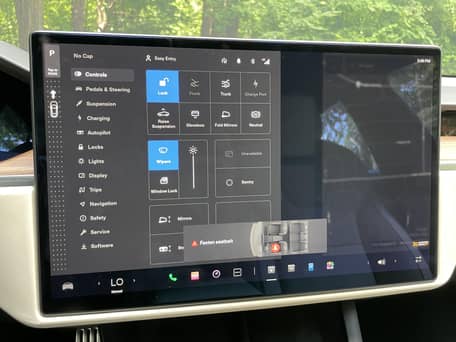 P
No Cap
Easy Entry
Controls
Pedals & Steering
Suspension
Charging
Autopilot
Locks
Lights
Display
Trips
Navigation
Safety
Service
Software
Lock
Frunk
Trunk
Charge Port
Raise
Suspension
Glovebox
Fold Mirrors
Neutral
Wipers
Window Lock
Unavailable
Sentry
Mirrors
Fasten seatbelt
LO